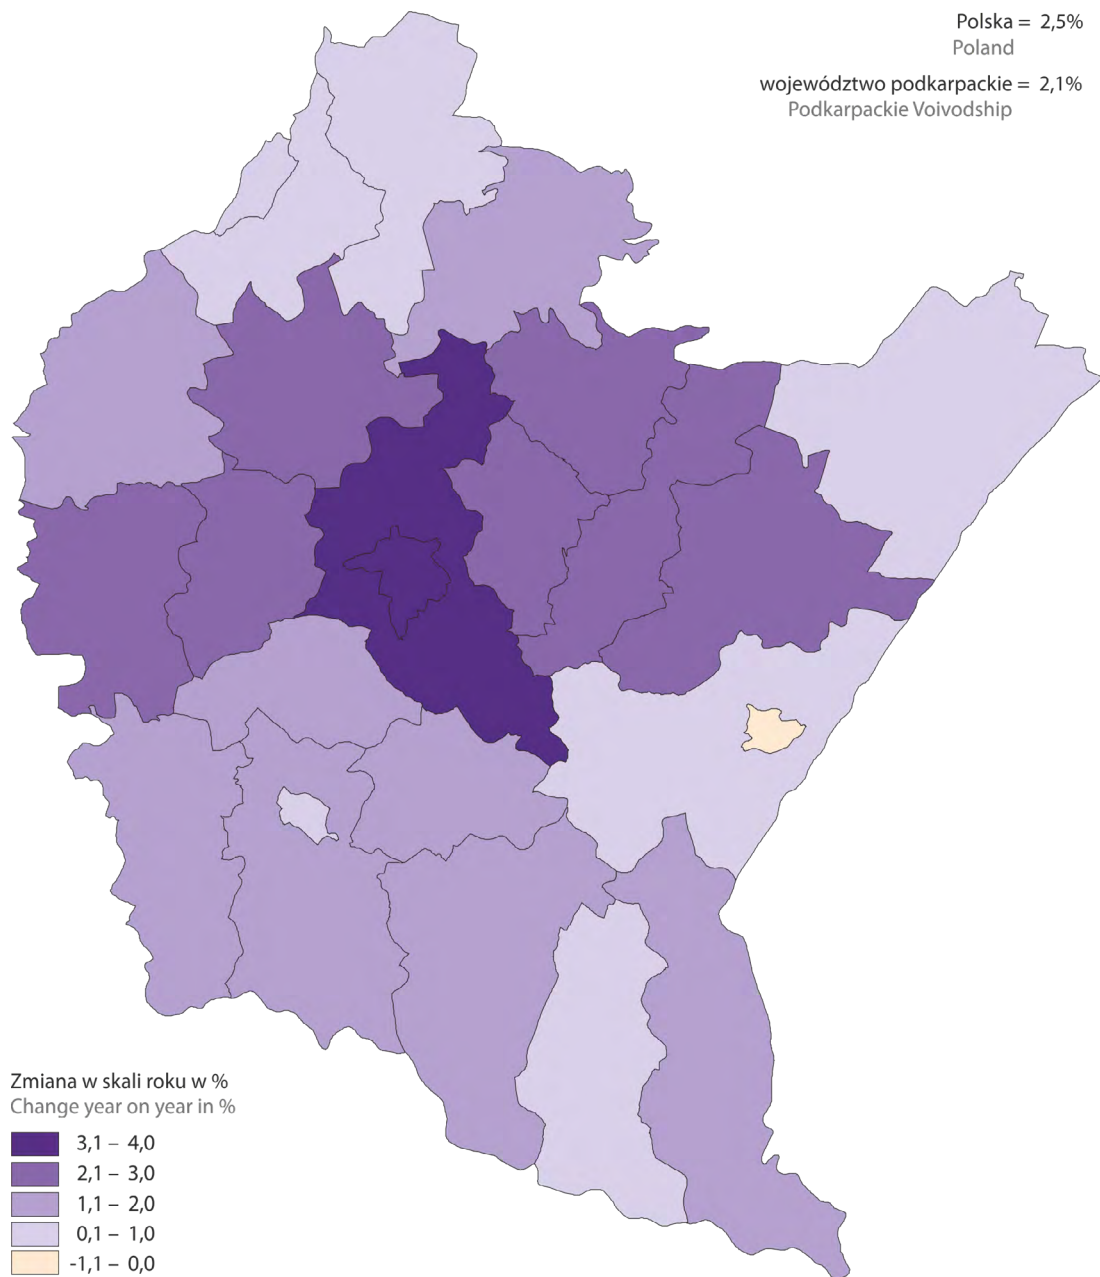 Polska = 2,5%
Poland
województwo podkarpackie = 2,1%
Podkarpackie Voivodship
Zmiana w skali roku w %
Change year on year in %
3,1 – 4,0
2,1 – 3,0
1,1 – 2,0
0,1 – 1,0
-1,1 – 0,0